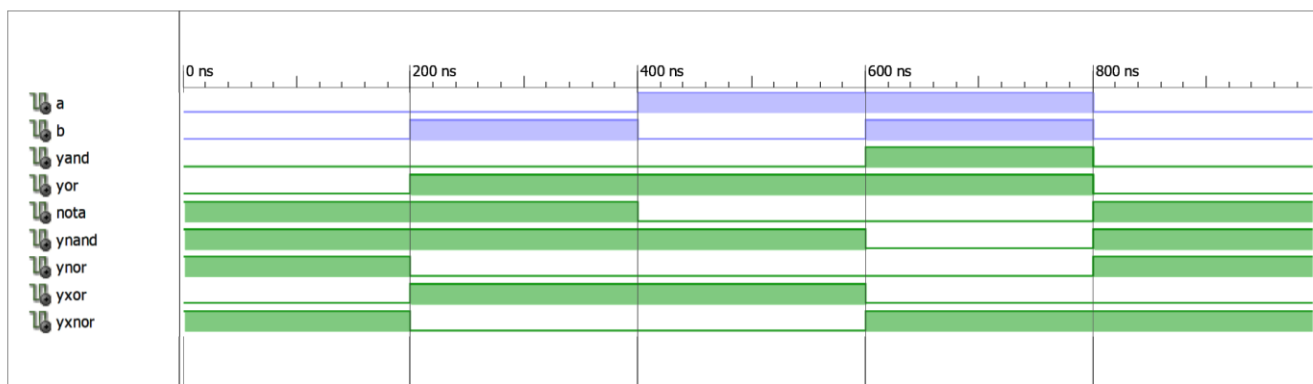 0 ns 200 ns 400 ns 600 ns 800 ns
a
b
yand
yor
nota
ynand
ynor
yxor
yxnor